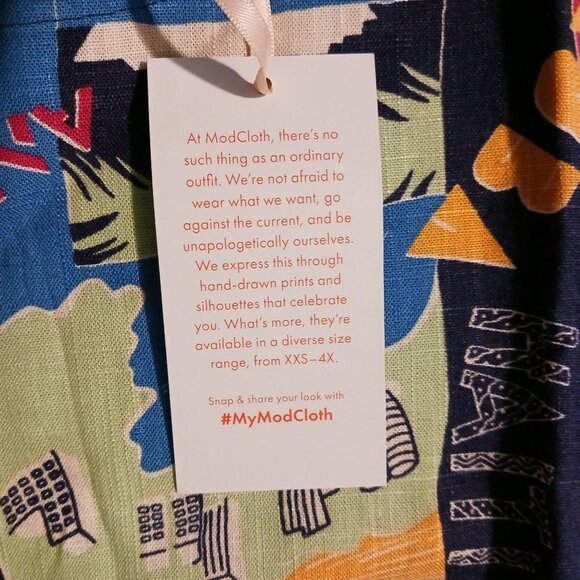 At ModCloth, there's no
such thing as an ordinary
outfit. We're not afraid to
wear what we want, go
against the current, and be
unapologetically ourselves.
We express this through
hand-drawn prints and
silhouettes that celebrate
you. What's more, they're
available in a diverse size
range, from XXS–4X.
Snap & share your look with
#MyModCloth